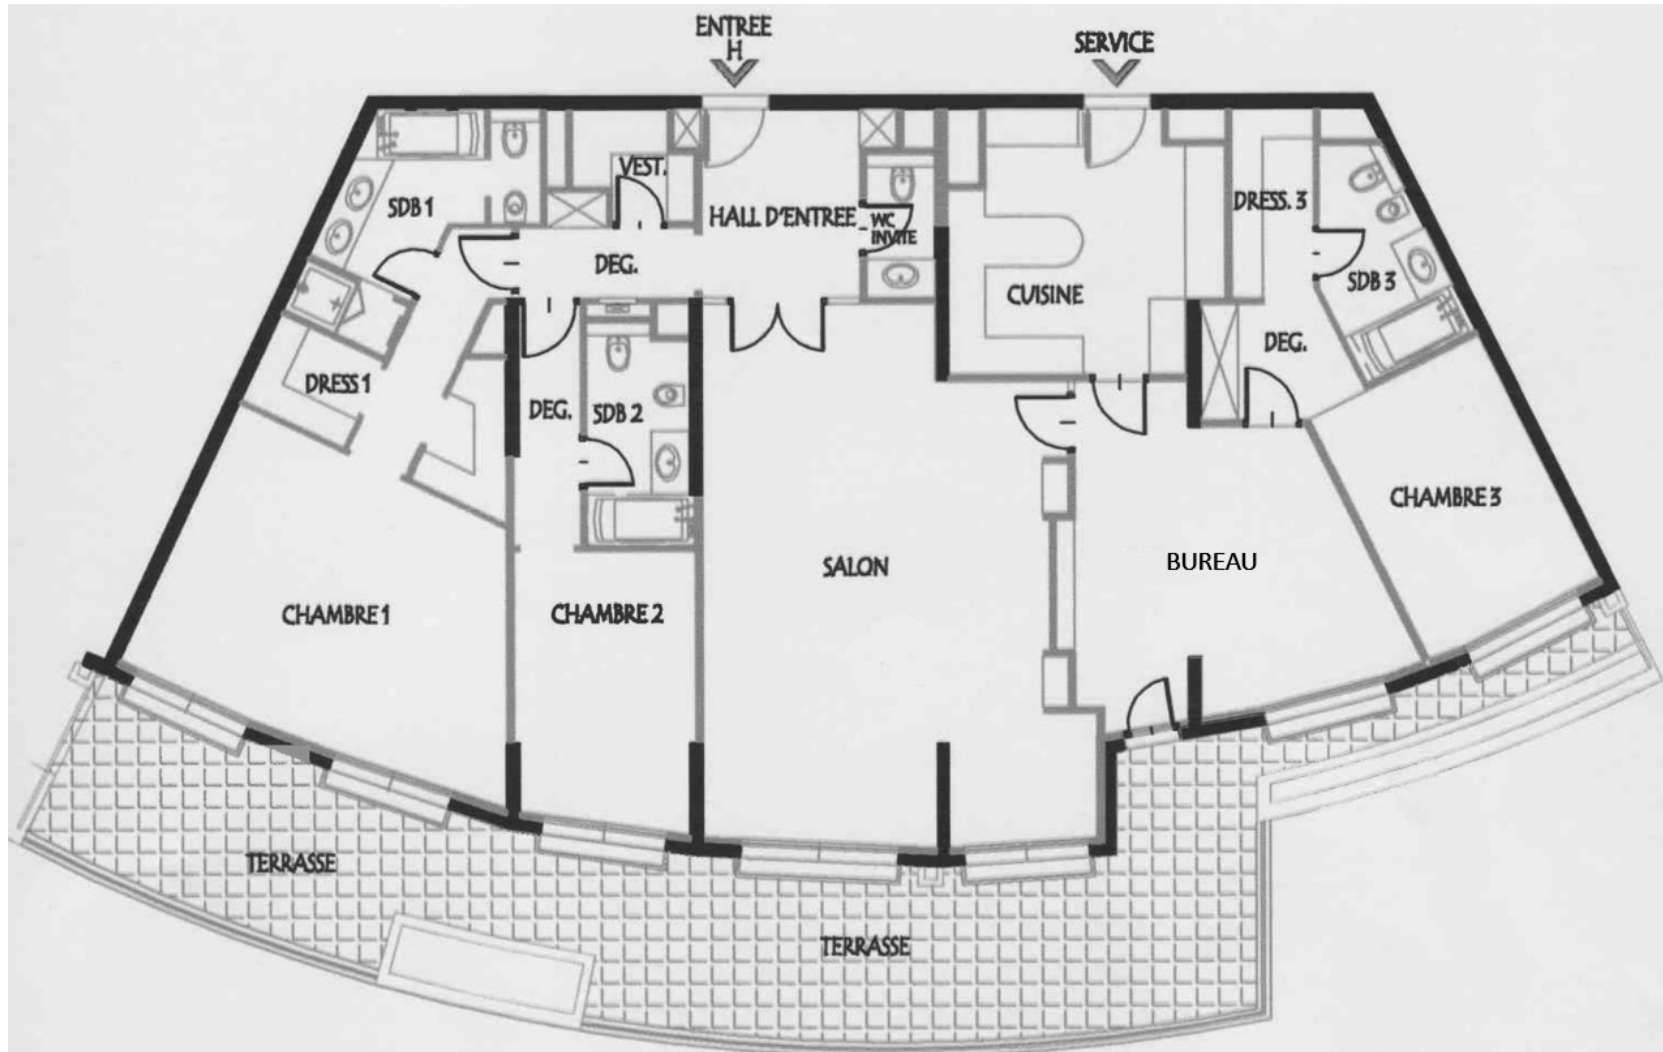 ENTREE
H
SERVICE
VEST.
SDB 1
HALL D'ENTREE
WC
INVITE
DRESS. 3
DEG.
CUISINE
SDB 3
DEG.
DRESS 1
DEG.
SDB 2
CHAMBRE 3
SALON
BUREAU
CHAMBRE 1
CHAMBRE 2
TERRASSE
TERRASSE